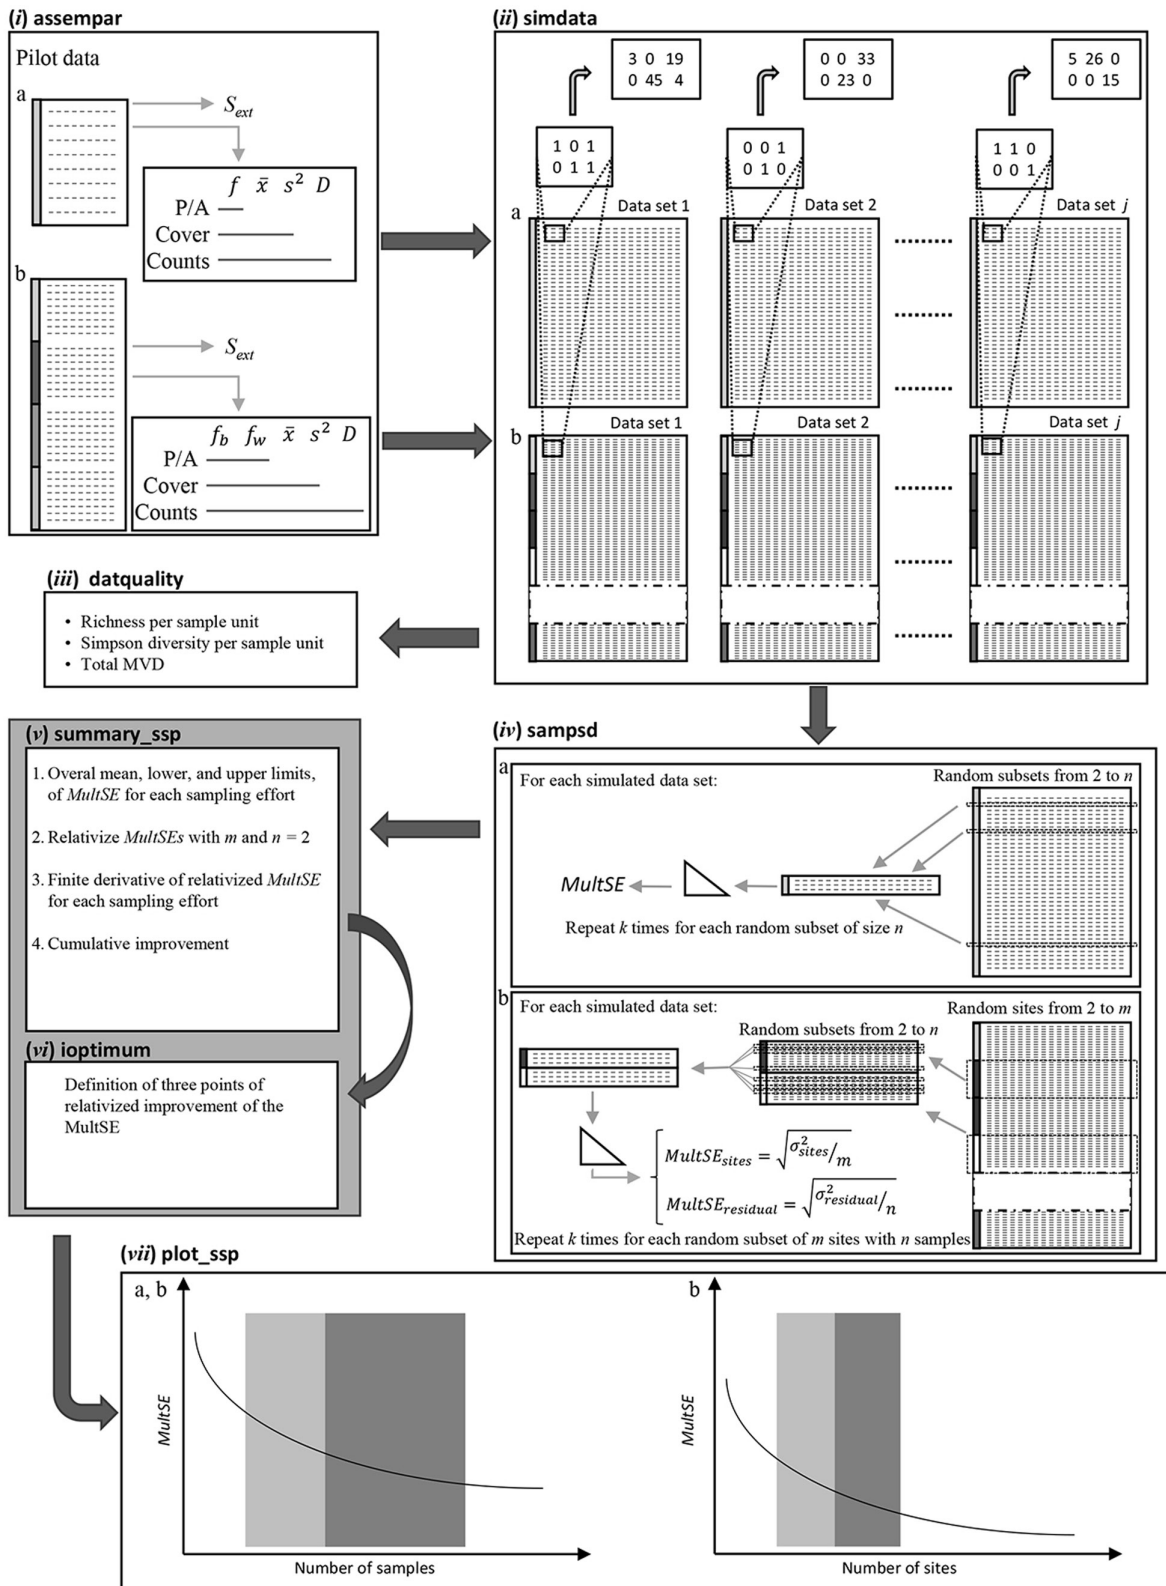 (i) assempar
Pilot data
a
S_ext
f x̄ s² D
P/A
Cover
Counts
b
S_ext
f_b f_w x̄ s² D
P/A
Cover
Counts
(ii) simdata
3 0 19
0 45 4
0 0 33
0 23 0
5 26 0
0 0 15
1 0 1
0 1 1
0 0 1
0 1 0
1 1 0
0 0 1
a
Data set 1
Data set 2
Data set j
b
Data set 1
Data set 2
Data set j
(iii) datquality
• Richness per sample unit
• Simpson diversity per sample unit
• Total MVD
(iv) sampsd
a
For each simulated data set:
Random subsets from 2 to n
MultSE
Repeat k times for each random subset of size n
b
For each simulated data set:
Random sites from 2 to m
Random subsets from 2 to n
MultSE_sites = √(σ²_sites/m)
MultSE_residual = √(σ²_residual/n)
Repeat k times for each random subset of m sites with n samples
(v) summary_ssp
1. Overal mean, lower, and upper limits,
of MultSE for each sampling effort
2. Relativize MultSEs with m and n = 2
3. Finite derivative of relativized MultSE
for each sampling effort
4. Cumulative improvement
(vi) ioptimum
Definition of three points of
relativized improvement of the
MultSE
(vii) plot_ssp
a, b
MultSE
Number of samples
b
MultSE
Number of sites